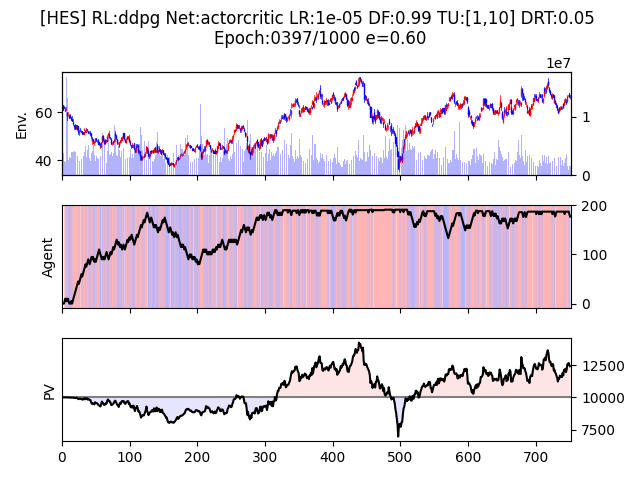 [HES] RL:ddpg Net:actorcritic LR:1e-05 DF:0.99 TU:[1,10] DRT:0.05
Epoch:0397/1000 e=0.60
1e7
Env.
60
40
1
0
Agent
200
100
0
PV
12500
10000
7500
0 100 200 300 400 500 600 700